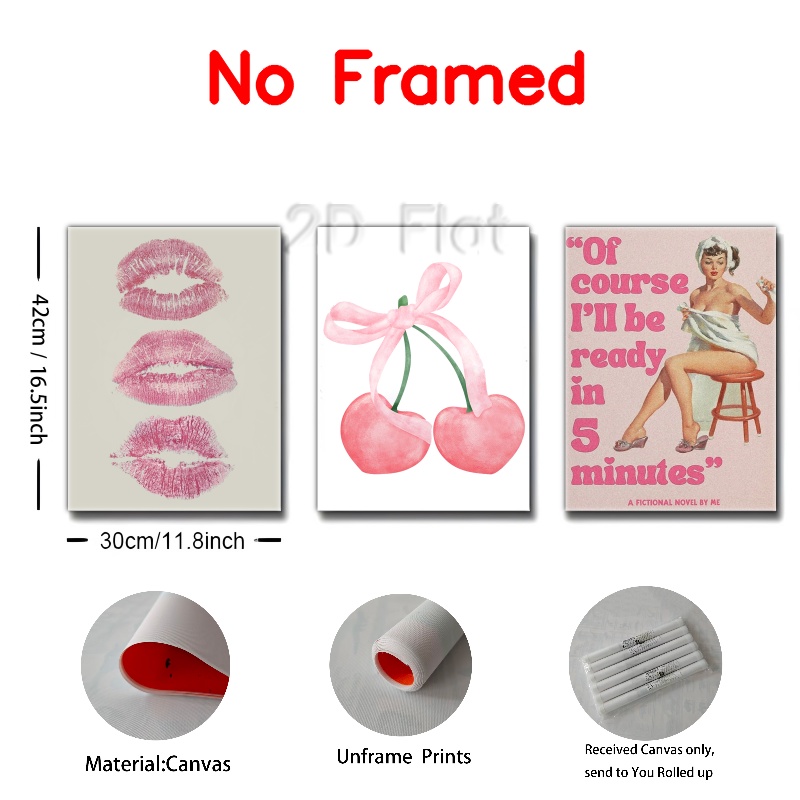 No Framed
2D Flat
42cm / 16.5inch
30cm/11.8inch
“Of
course
I’ll be
ready
in
5
minutes”
A FICTIONAL NOVEL BY ME
Material:Canvas
Unframe Prints
Received Canvas only,
send to You Rolled up